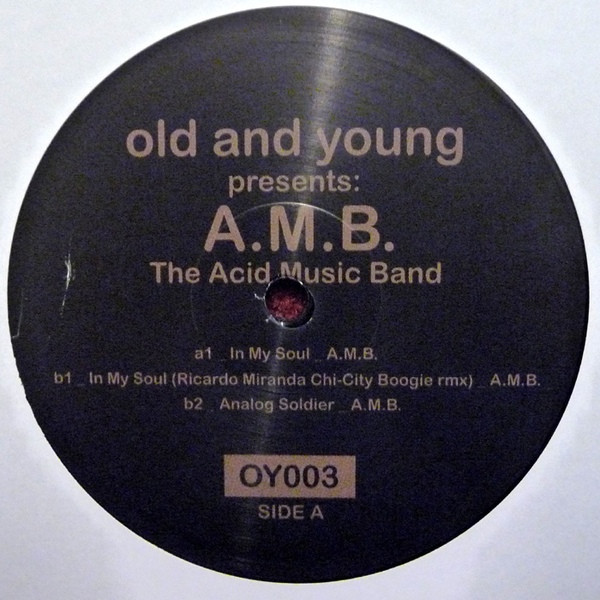 old and young
presents:
A.M.B.
The Acid Music Band
a1 _ In My Soul _ A.M.B.
b1 _ In My Soul (Ricardo Miranda Chi-City Boogie rmx) _ A.M.B.
b2 _ Analog Soldier _ A.M.B.
OY003
SIDE A